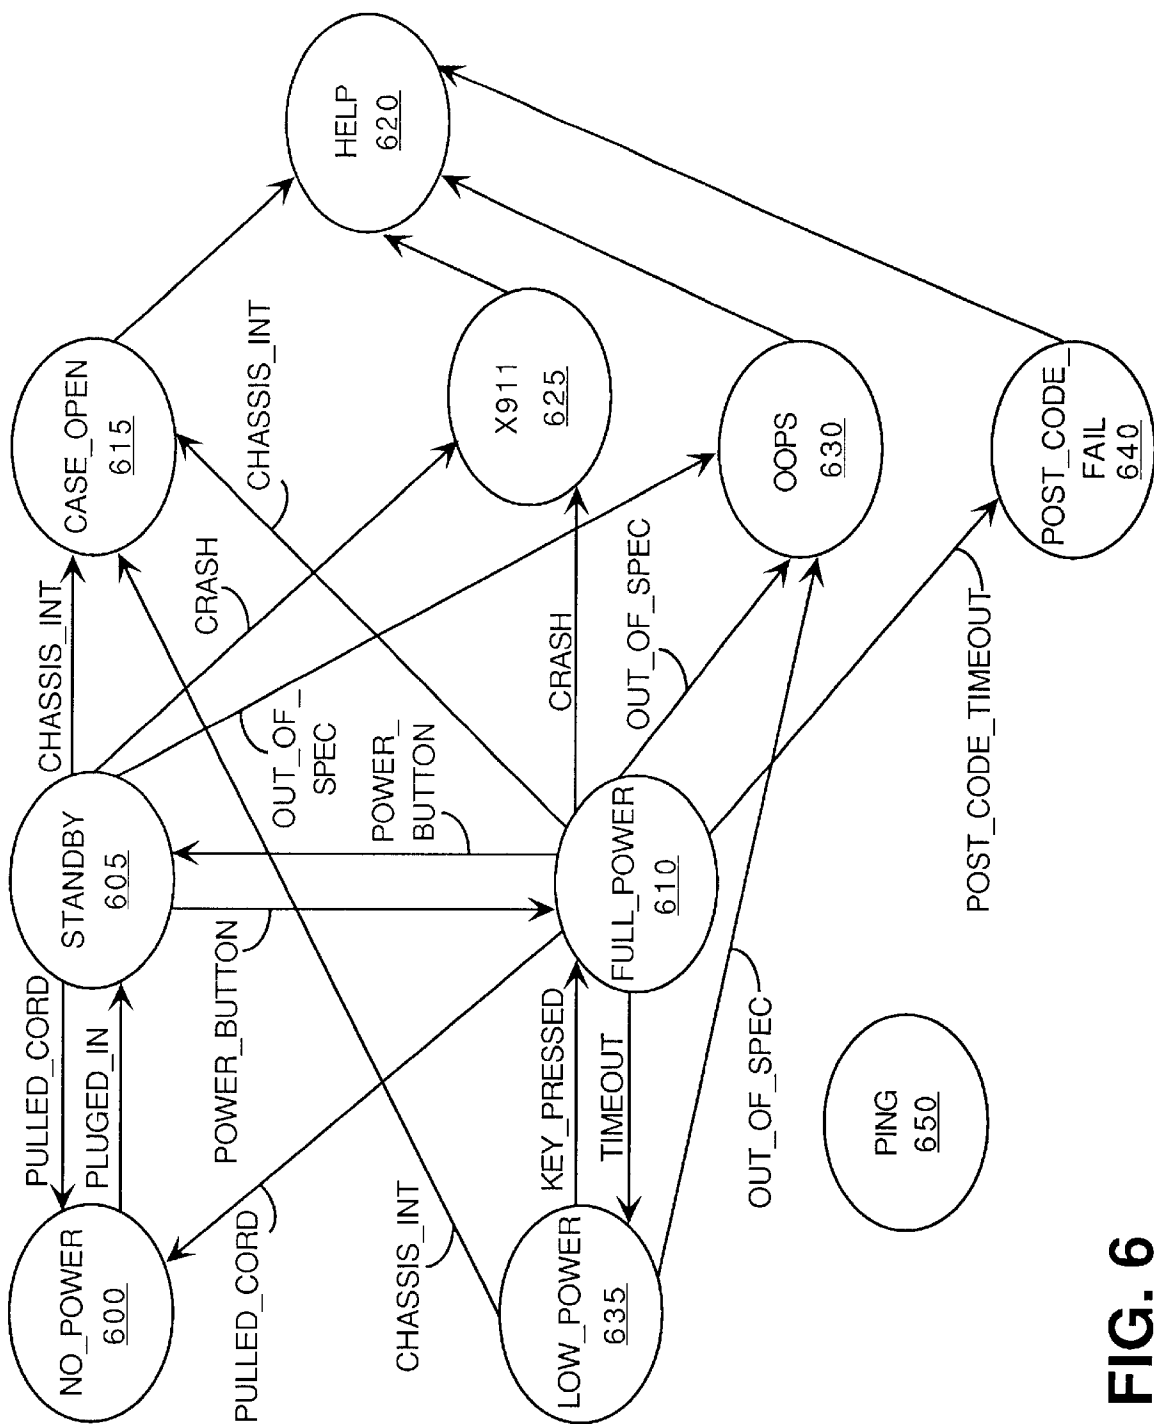 NO_POWER
600
PULLED_CORD
PLUGED_IN
STANDBY
605
CHASSIS_INT
CASE_OPEN
615
POWER_BUTTON
PULLED_CORD
CRASH
OUT_OF_
SPEC
CHASSIS_INT
POWER_
BUTTON
HELP
620
CHASSIS_INT
LOW_POWER
635
KEY_PRESSED
TIMEOUT
FULL_POWER
610
CRASH
X911
625
OUT_OF_SPEC
OOPS
630
OUT_OF_SPEC
PING
650
POST_CODE_TIMEOUT
POST_CODE_
FAIL
640
FIG. 6